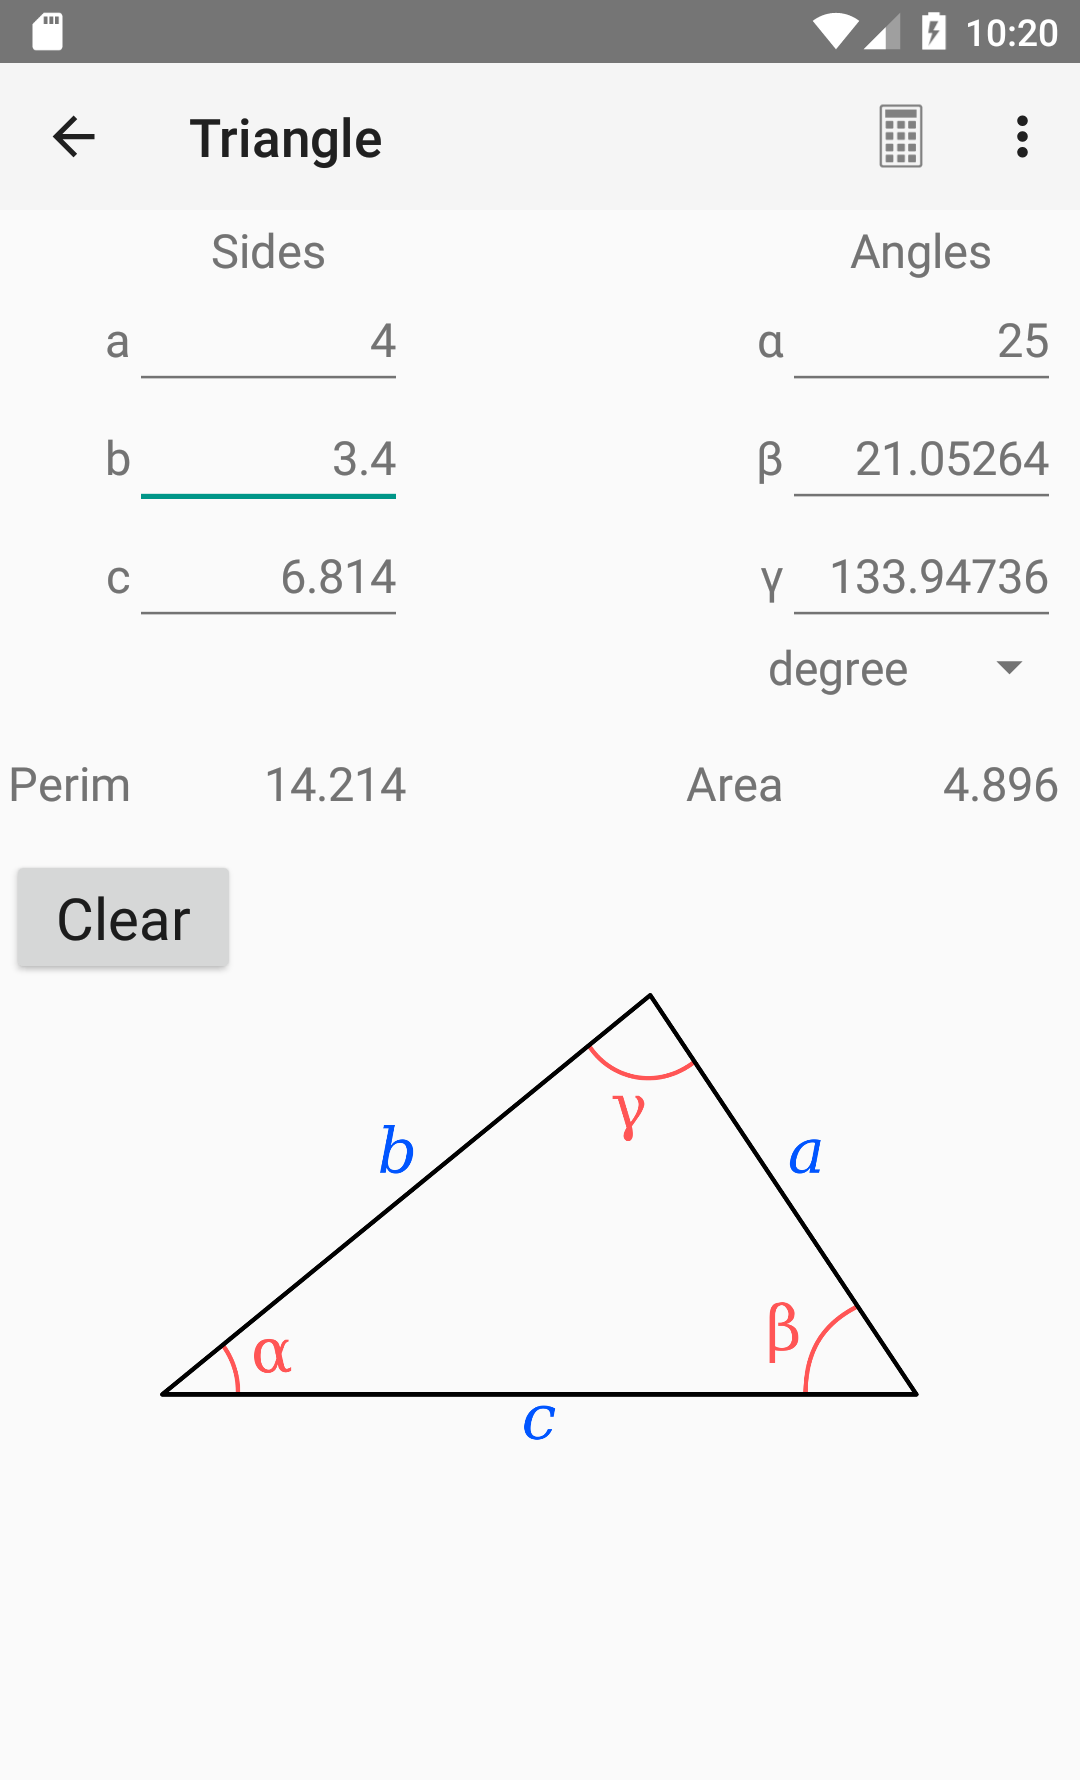 10:20
Triangle
Sides Angles
a 4 α 25
b 3.4 β 21.05264
c 6.814 γ 133.94736
degree
Perim 14.214 Area 4.896
Clear
γ
b a
β
α
c